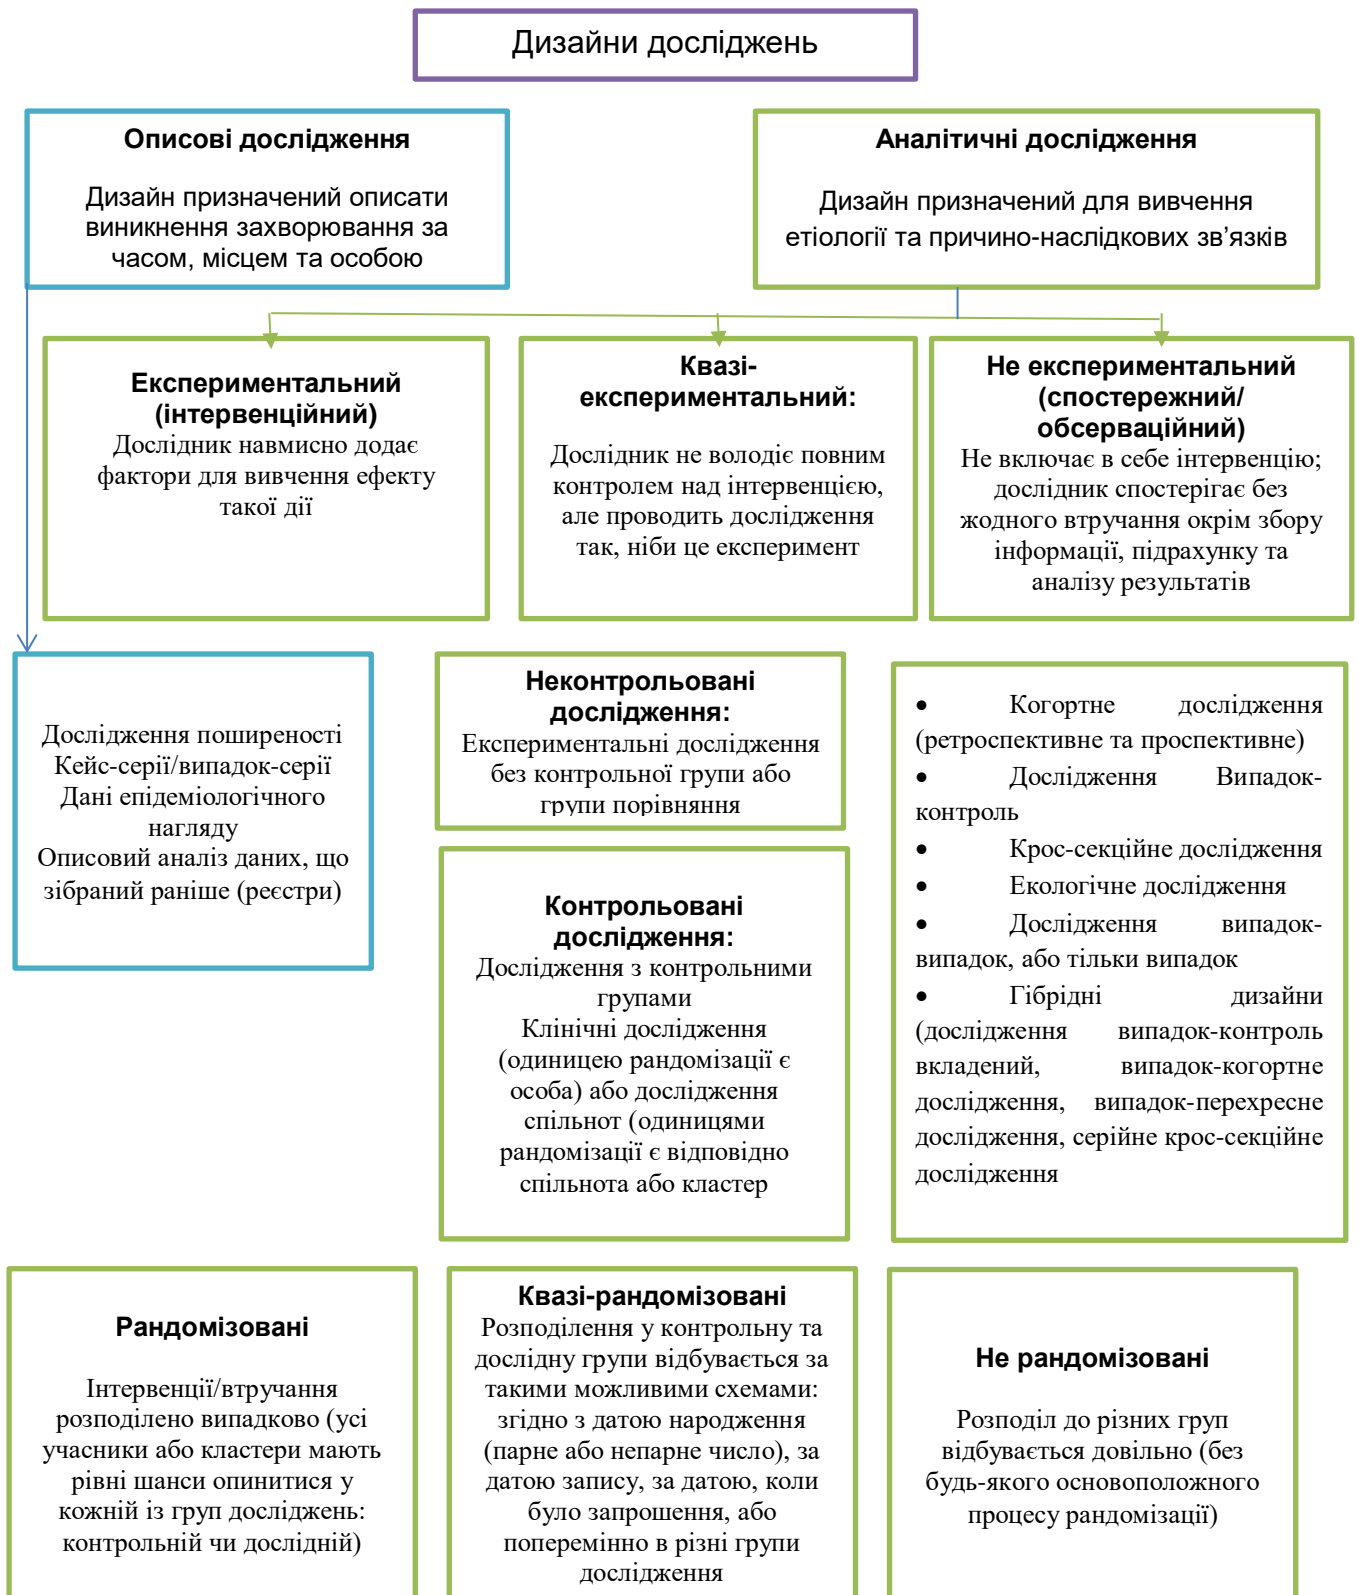 Дизайни досліджень
Описові дослідження
Дизайн призначений описати
виникнення захворювання за
часом, місцем та особою
Аналітичні дослідження
Дизайн призначений для вивчення
етіології та причино-наслідкових зв’язків
Експериментальний
(інтервенційний)
Дослідник навмисно додає
фактори для вивчення ефекту
такої дії
Квазі-
експериментальний:
Дослідник не володіє повним
контролем над інтервенцією,
але проводить дослідження
так, ніби це експеримент
Не експериментальний
(спостережний/
обсерваційний)
Не включає в себе інтервенцію;
дослідник спостерігає без
жодного втручання окрім збору
інформації, підрахунку та
аналізу результатів
Дослідження поширеності
Кейс-серії/випадок-серії
Дані епідеміологічного
нагляду
Описовий аналіз даних, що
зібраний раніше (реєстри)
Неконтрольовані
дослідження:
Експериментальні дослідження
без контрольної групи або
групи порівняння
Контрольовані
дослідження:
Дослідження з контрольними
групами
Клінічні дослідження
(одиницею рандомізації є
особа) або дослідження
спільнот (одиницями
рандомізації є відповідно
спільнота або кластер
• Когортне дослідження
(ретроспективне та проспективне)
• Дослідження Випадок-
контроль
• Крос-секційне дослідження
• Екологічне дослідження
• Дослідження випадок-
випадок, або тільки випадок
• Гібрідні дизайни
(дослідження випадок-контроль
вкладений, випадок-когортне
дослідження, випадок-перехресне
дослідження, серійне крос-секційне
дослідження
Рандомізовані
Інтервенції/втручання
розподілено випадково (усі
учасники або кластери мають
рівні шанси опинитися у
кожній із груп досліджень:
контрольній чи дослідній)
Квазі-рандомізовані
Розподілення у контрольну та
дослідну групи відбувається за
такими можливими схемами:
згідно з датою народження
(парне або непарне число), за
датою запису, за датою, коли
було запрошення, або
поперемінно в різні групи
дослідження
Не рандомізовані
Розподіл до різних груп
відбувається довільно (без
будь-якого основоположного
процесу рандомізації)